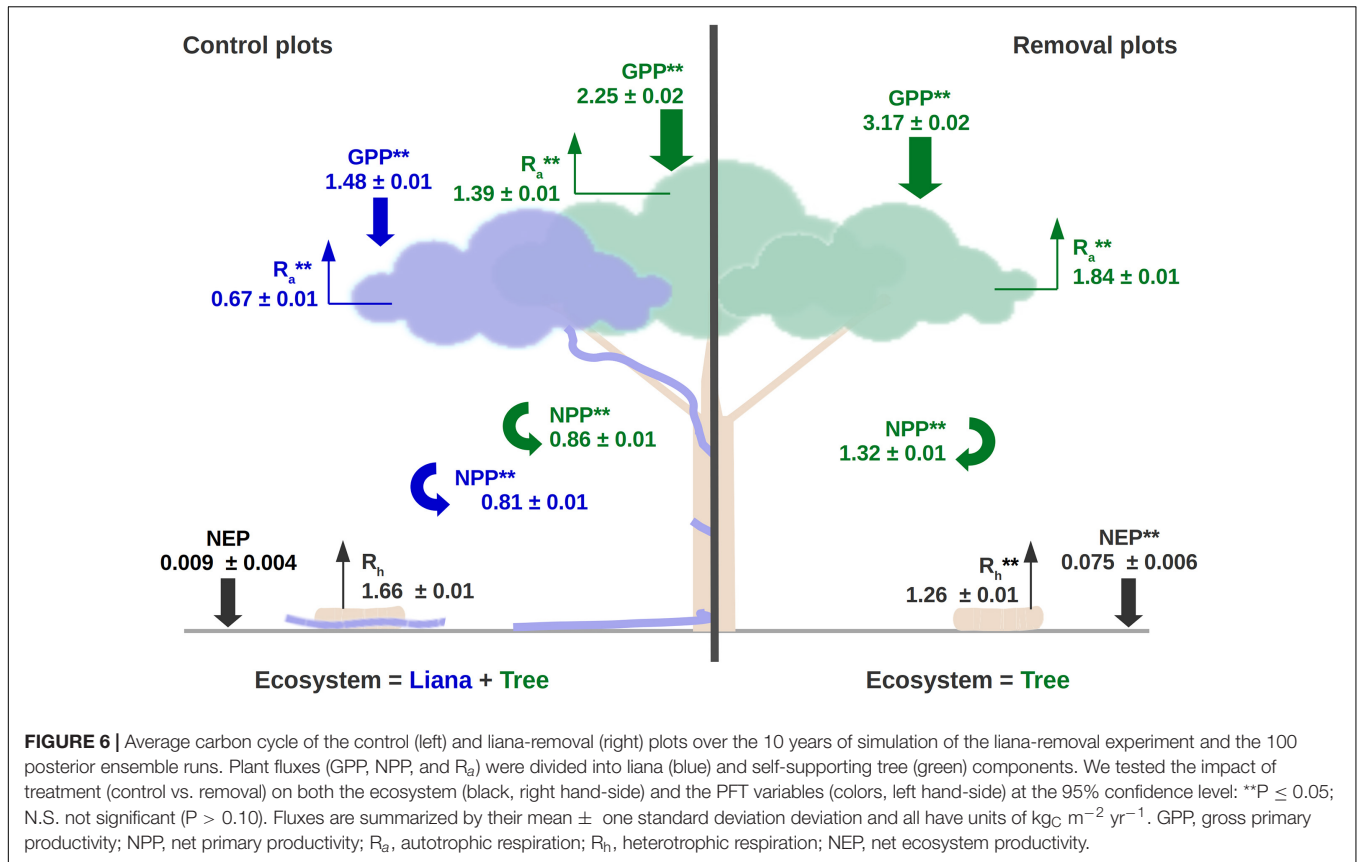 Control plots
Removal plots
GPP**
2.25 ± 0.02
GPP**
3.17 ± 0.02
GPP**
1.48 ± 0.01
Ra**
1.39 ± 0.01
Ra**
0.67 ± 0.01
Ra**
1.84 ± 0.01
NPP**
0.86 ± 0.01
NPP**
0.81 ± 0.01
NPP**
1.32 ± 0.01
NEP
0.009 ± 0.004
Rh
1.66 ± 0.01
Rh**
1.26 ± 0.01
NEP**
0.075 ± 0.006
Ecosystem = Liana + Tree
Ecosystem = Tree
FIGURE 6 | Average carbon cycle of the control (left) and liana-removal (right) plots over the 10 years of simulation of the liana-removal experiment and the 100
posterior ensemble runs. Plant fluxes (GPP, NPP, and Ra) were divided into liana (blue) and self-supporting tree (green) components. We tested the impact of
treatment (control vs. removal) on both the ecosystem (black, right hand-side) and the PFT variables (colors, left hand-side) at the 95% confidence level: **P ≤ 0.05;
N.S. not significant (P > 0.10). Fluxes are summarized by their mean ± one standard deviation deviation and all have units of kgC m−2 yr−1. GPP, gross primary
productivity; NPP, net primary productivity; Ra, autotrophic respiration; Rh, heterotrophic respiration; NEP, net ecosystem productivity.